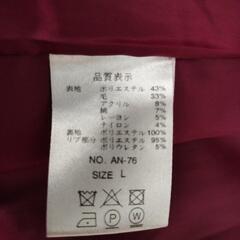 品質表示
表地 ポリエステル 43%
毛 33%
アクリル 8%
綿 7%
レーヨン 5%
ナイロン 4%
裏地 ポリエステル 100%
リブ部分 ポリエステル 95%
ポリウレタン 5%
NO. AN-76
SIZE L